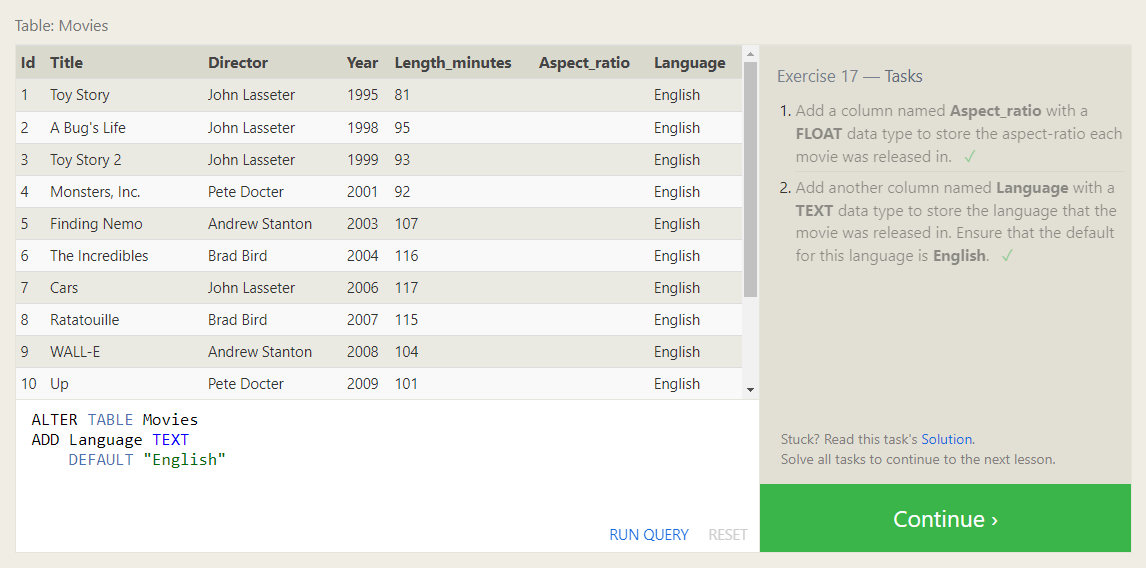 Table: Movies
Id Title Director Year Length_minutes Aspect_ratio Language
1 Toy Story John Lasseter 1995 81 English
2 A Bug's Life John Lasseter 1998 95 English
3 Toy Story 2 John Lasseter 1999 93 English
4 Monsters, Inc. Pete Docter 2001 92 English
5 Finding Nemo Andrew Stanton 2003 107 English
6 The Incredibles Brad Bird 2004 116 English
7 Cars John Lasseter 2006 117 English
8 Ratatouille Brad Bird 2007 115 English
9 WALL-E Andrew Stanton 2008 104 English
10 Up Pete Docter 2009 101 English
ALTER TABLE Movies
ADD Language TEXT
DEFAULT "English"
RUN QUERY RESET
Exercise 17 — Tasks
1. Add a column named Aspect_ratio with a
FLOAT data type to store the aspect-ratio each
movie was released in. ✓
2. Add another column named Language with a
TEXT data type to store the language that the
movie was released in. Ensure that the default
for this language is English. ✓
Stuck? Read this task's Solution.
Solve all tasks to continue to the next lesson.
Continue ›